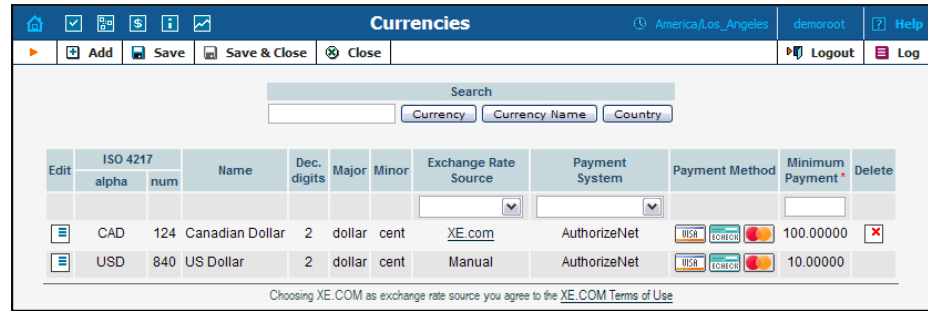 Currencies America/Los_Angeles demoroot ? Help
Add Save Save & Close Close Logout Log
Search
Currency Currency Name Country
Edit ISO 4217 Name Dec. digits Major Minor Exchange Rate Source Payment System Payment Method Minimum Payment * Delete
alpha num
CAD 124 Canadian Dollar 2 dollar cent XE.com AuthorizeNet VISA ECHECK 100.00000
USD 840 US Dollar 2 dollar cent Manual AuthorizeNet VISA ECHECK 10.00000
Choosing XE.COM as exchange rate source you agree to the XE.COM Terms of Use